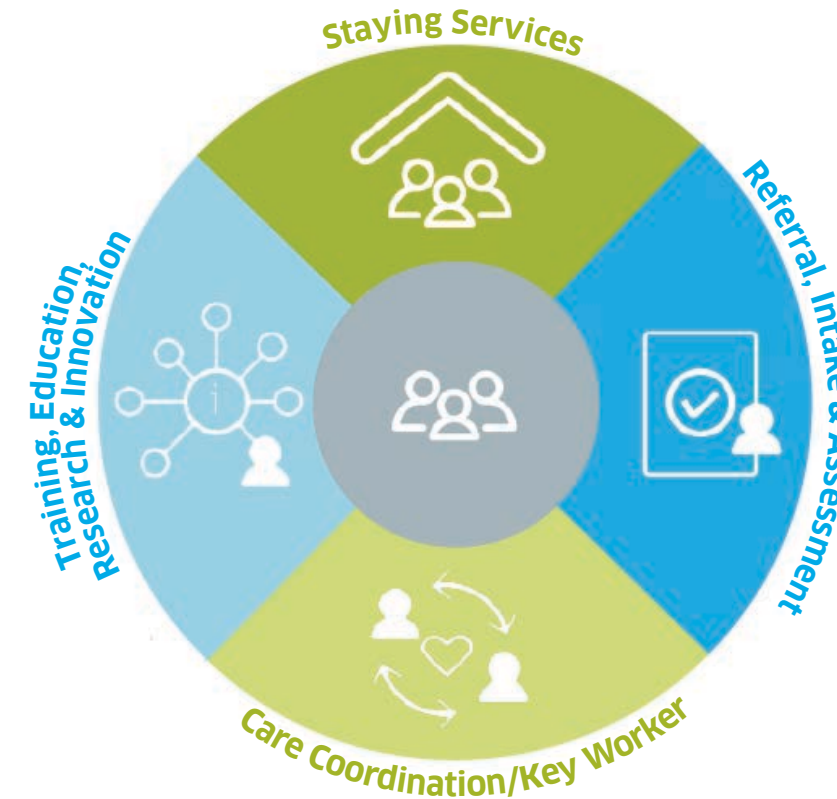 Staying Services
Referral, Intake & Assessment
Care Coordination/Key Worker
Training, Education,
Research & Innovation
i